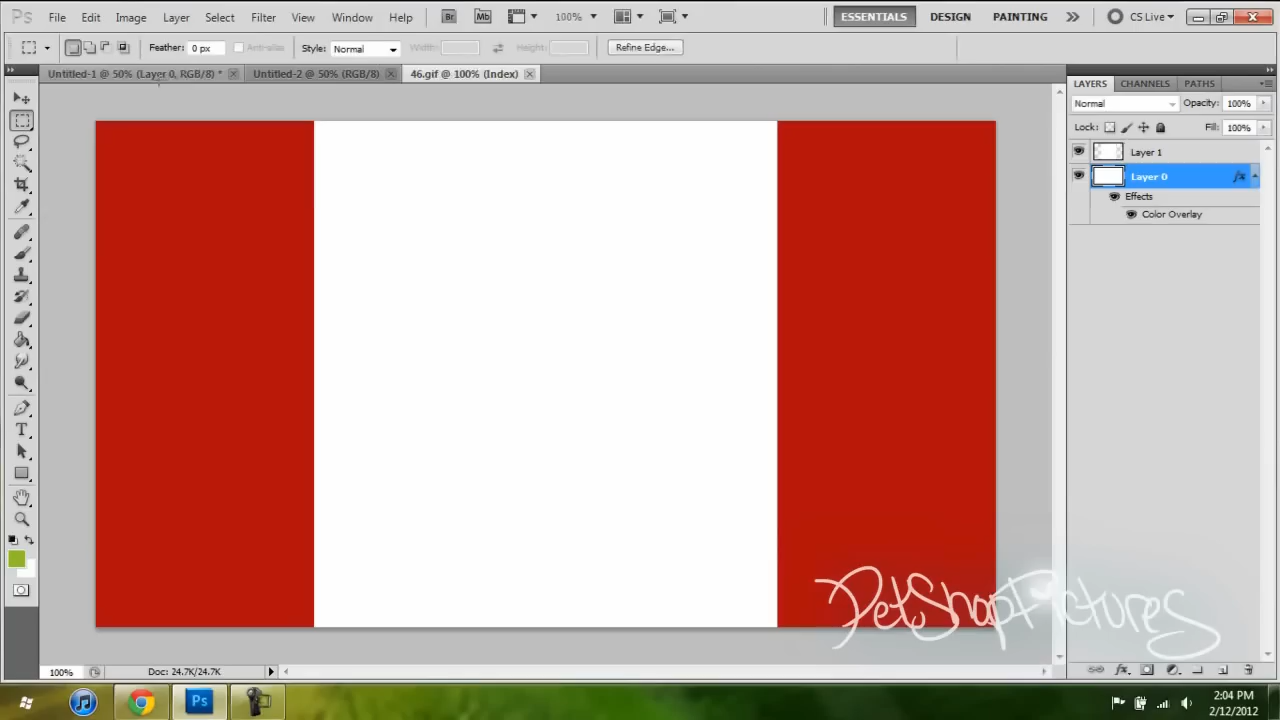 Ps File Edit Image Layer Select Filter View Window Help Br Mb 100% ESSENTIALS DESIGN PAINTING CS Live
Feather: 0 px Anti-alias Style: Normal Width: Height: Refine Edge...
Untitled-1 @ 50% (Layer 0, RGB/8) * Untitled-2 @ 50% (RGB/8) 46.gif @ 100% (Index)
LAYERS CHANNELS PATHS
Normal Opacity: 100%
Lock: Fill: 100%
Layer 1
Layer 0 fx
Effects
Color Overlay
T
PetShopPictures
100% Doc: 24.7K/24.7K
fx
Ps
2:04 PM
2/12/2012